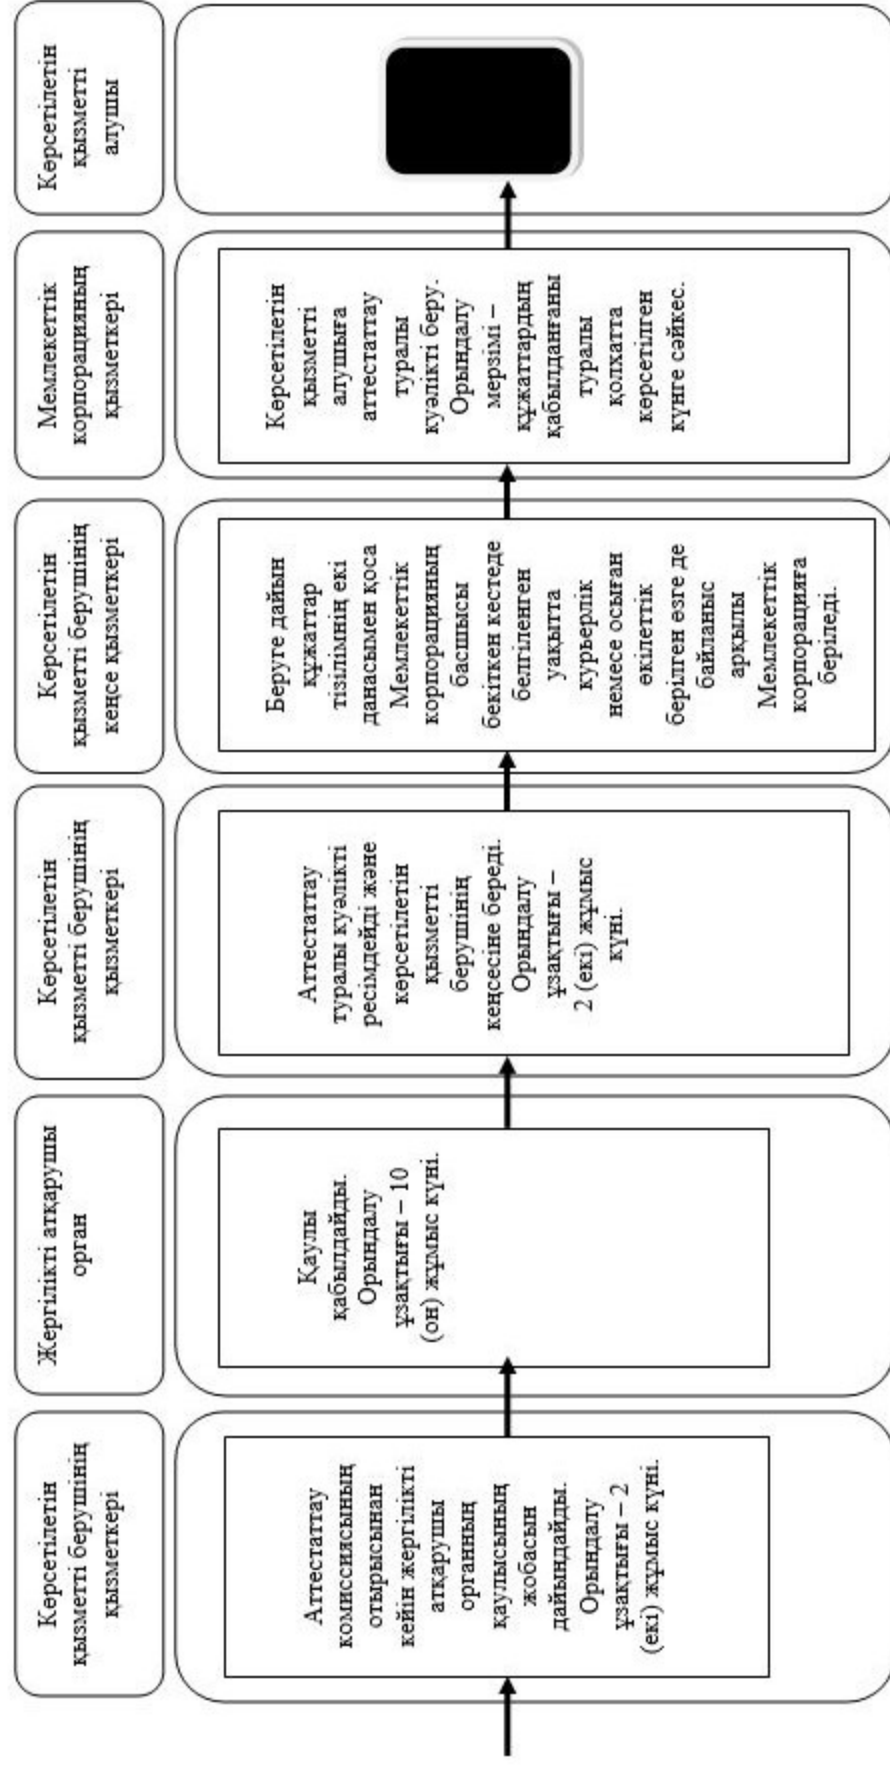 Көрсетілетін
қызметті берушінің
қызметкері
Жергілікті атқарушы
орган
Көрсетілетін
қызметті берушінің
қызметкері
Көрсетілетін
қызметті берушінің
кеңсе қызметкері
Мемлекеттік
корпорацияның
қызметкері
Көрсетілетін
қызметті
алушы
Аттестаттау
комиссиясының
отырысынан
кейін жергілікті
атқарушы
органның
қаулысының
жобасын
дайындайды.
Орындалу
ұзақтығы – 2
(екі) жұмыс күні.
Қаулы
қабылдайды.
Орындалу
ұзақтығы – 10
(он) жұмыс күні.
Аттестаттау
туралы куәлікті
ресімдейді және
көрсетілетін
қызметті
берушінің
кеңсесіне береді.
Орындалу
ұзақтығы –
2 (екі) жұмыс
күні.
Беруге дайын
құжаттар
тізілімнің екі
данасымен қоса
Мемлекеттік
корпорацияның
басшысы
бекіткен кестеде
белгіленген
уақытта
курьерлік
немесе осыған
өкілеттік
берілген өзге де
байланыс
арқылы
Мемлекеттік
корпорацияға
беріледі.
Көрсетілетін
қызметті
алушыға
аттестаттау
туралы
куәлікті беру.
Орындалу
мерзімі –
құжаттардың
қабылданғаны
туралы
қолхатта
көрсетілген
күнге сәйкес.